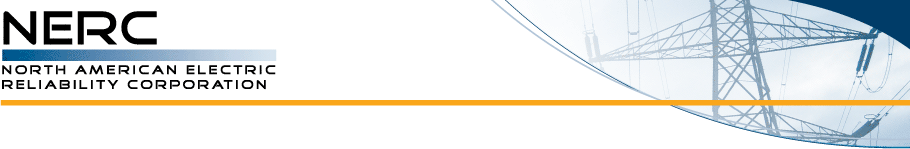 NERC
NORTH AMERICAN ELECTRIC
RELIABILITY CORPORATION